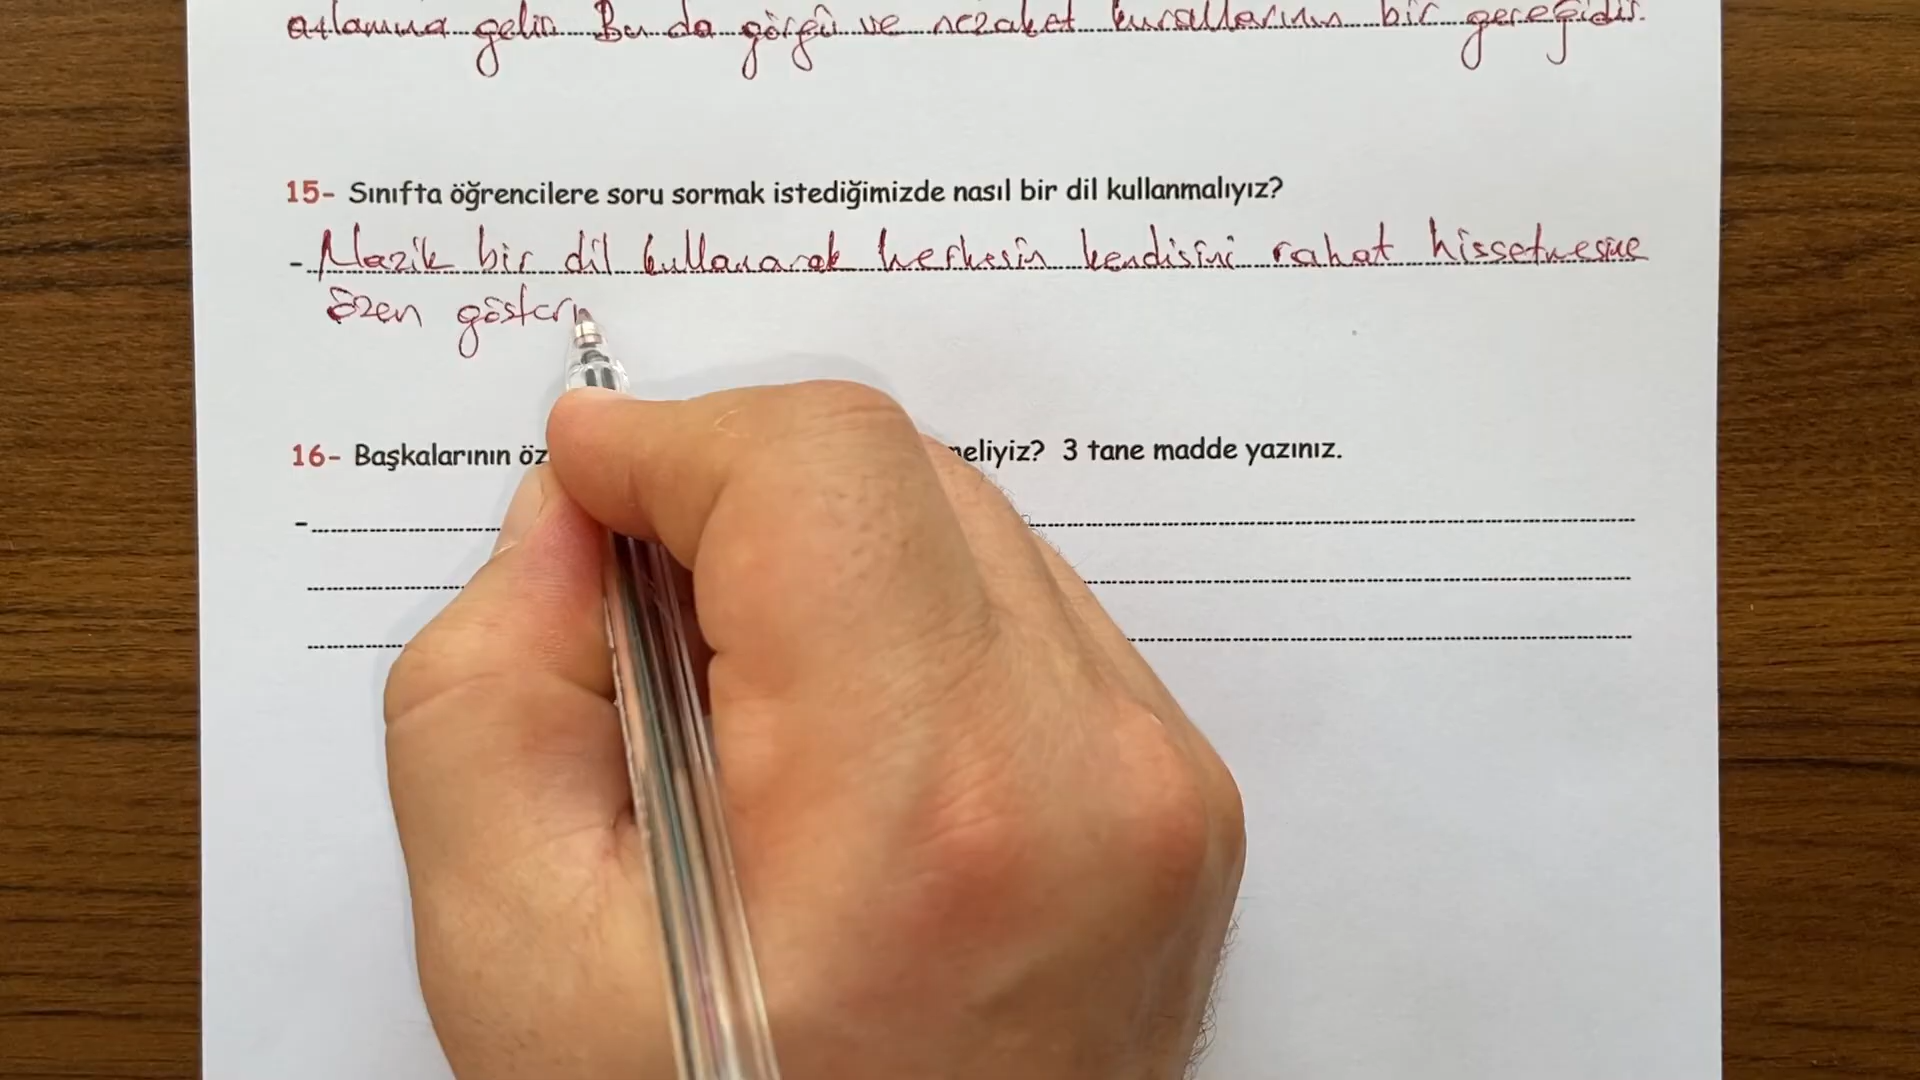 anlamına gelir. Bu da görgü ve nezaket kurallarının bir gereğidir.
15- Sınıfta öğrencilere soru sormak istediğimizde nasıl bir dil kullanmalıyız?
- Nazik bir dil kullanarak herkesin kendisini rahat hissetmesine
özen göster
16- Başkalarının öz meliyiz? 3 tane madde yazınız.
-